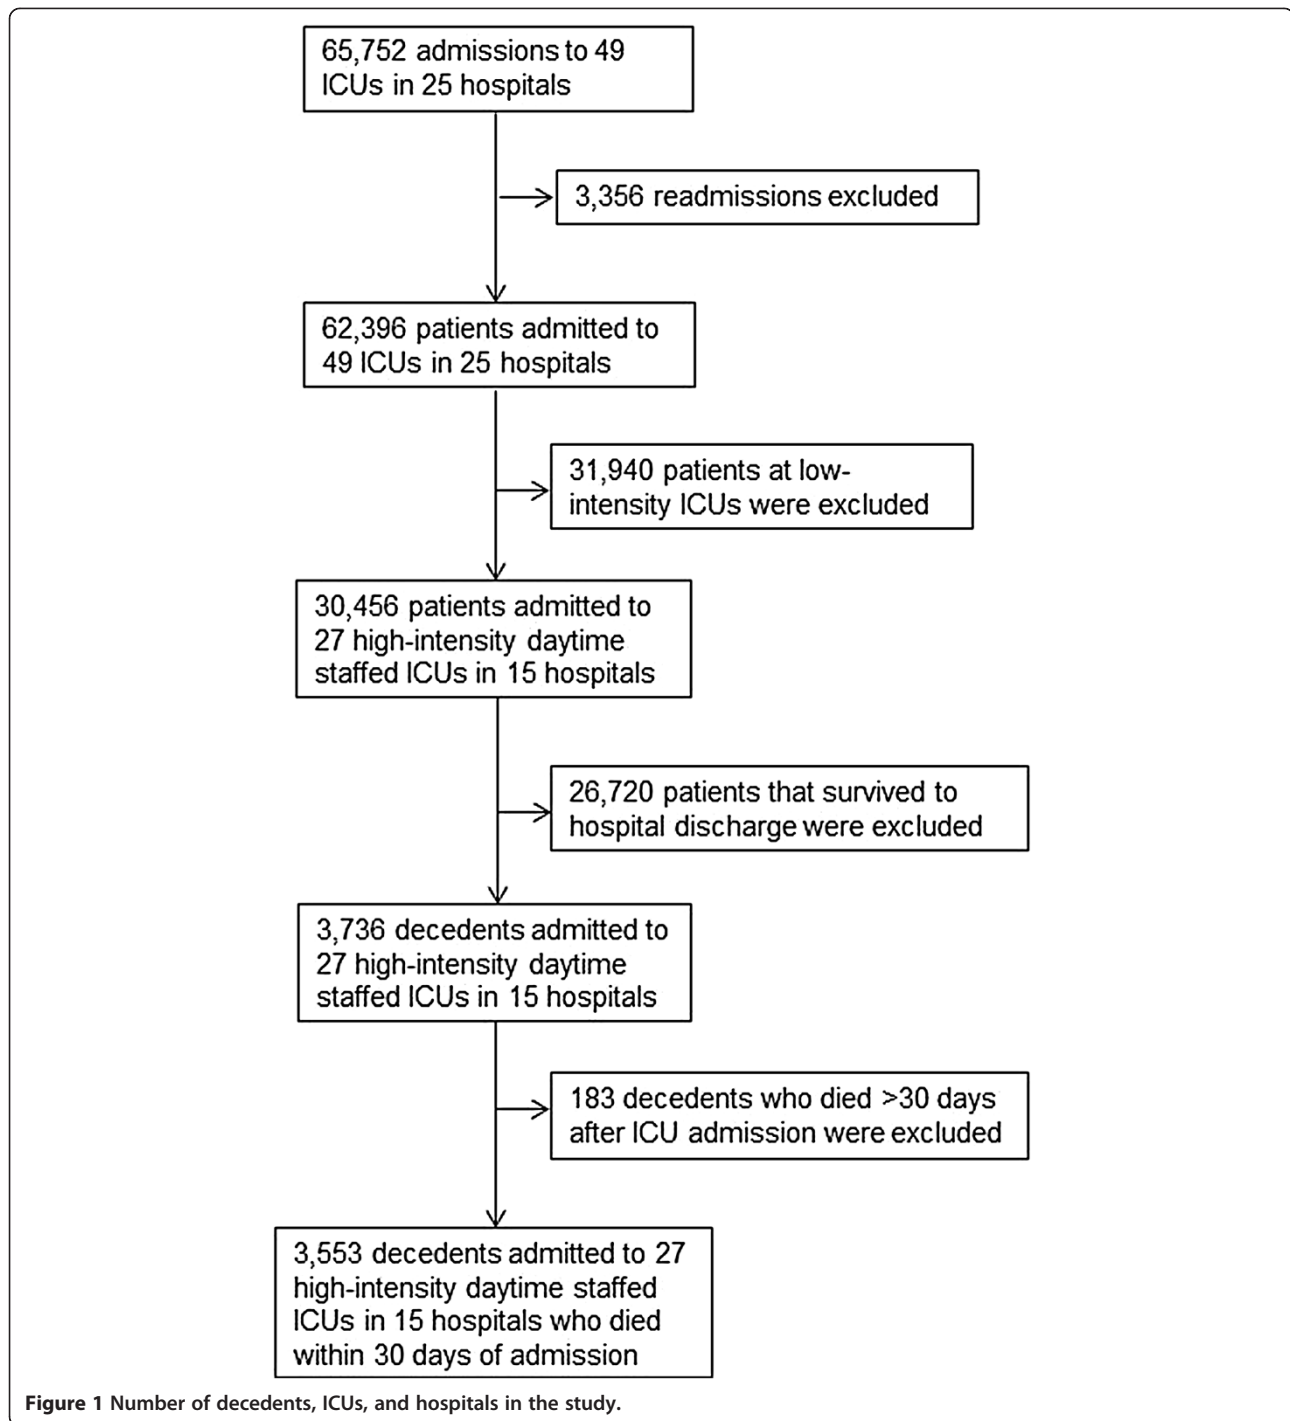 65,752 admissions to 49
ICUs in 25 hospitals
3,356 readmissions excluded
62,396 patients admitted to
49 ICUs in 25 hospitals
31,940 patients at low-
intensity ICUs were excluded
30,456 patients admitted to
27 high-intensity daytime
staffed ICUs in 15 hospitals
26,720 patients that survived to
hospital discharge were excluded
3,736 decedents admitted to
27 high-intensity daytime
staffed ICUs in 15 hospitals
183 decedents who died >30 days
after ICU admission were excluded
3,553 decedents admitted to 27
high-intensity daytime staffed
ICUs in 15 hospitals who died
within 30 days of admission
Figure 1 Number of decedents, ICUs, and hospitals in the study.